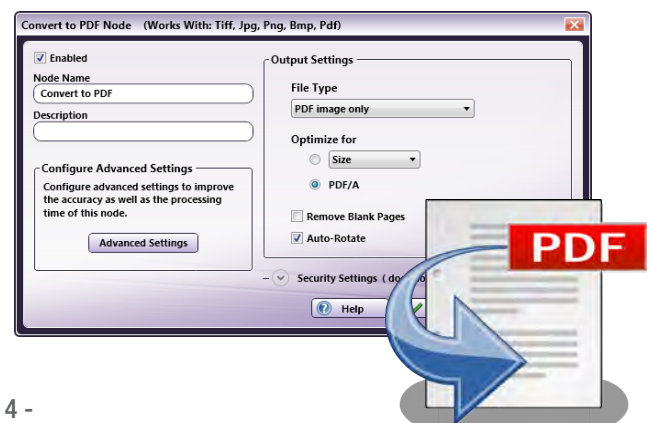 Convert to PDF Node (Works With: Tiff, Jpg, Png, Bmp, Pdf)
Enabled
Node Name
Convert to PDF
Description
Configure Advanced Settings
Configure advanced settings to improve
the accuracy as well as the processing
time of this node.
Advanced Settings
Output Settings
File Type
PDF image only
Optimize for
Size
PDF/A
Remove Blank Pages
Auto-Rotate
Security Settings (
Help
PDF
4 -